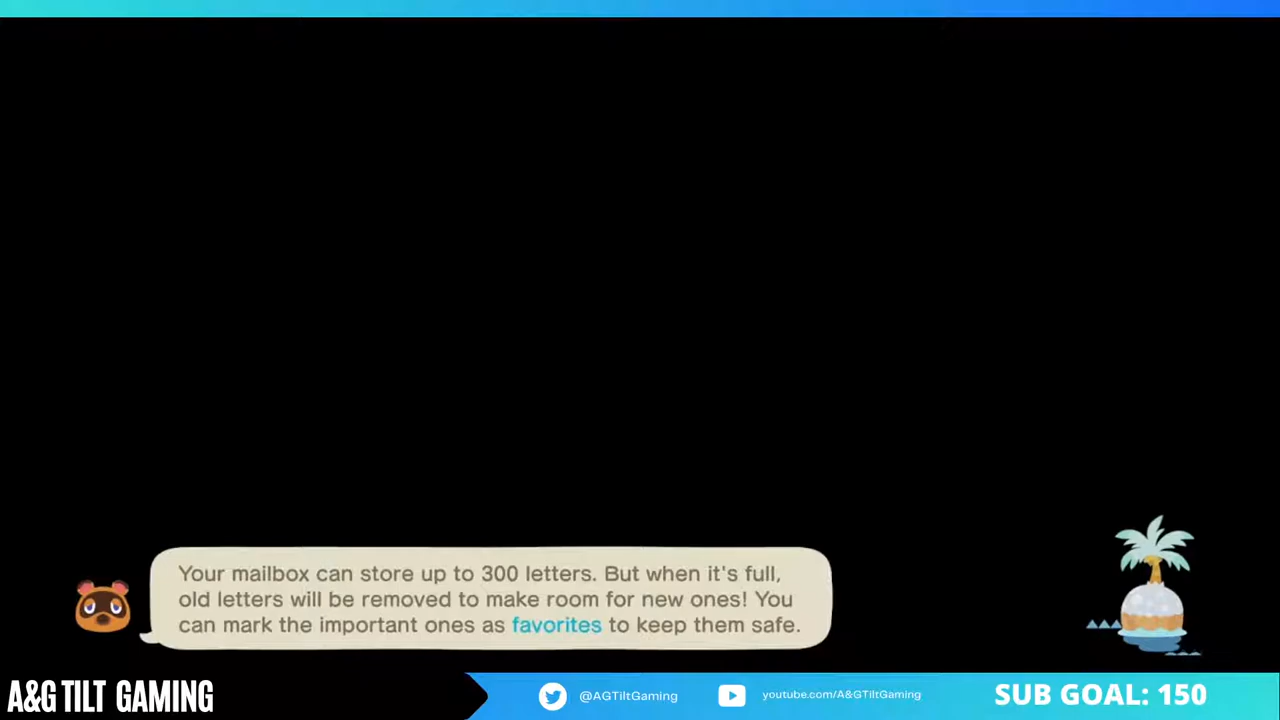 Your mailbox can store up to 300 letters. But when it's full,
old letters will be removed to make room for new ones! You
can mark the important ones as favorites to keep them safe.
A&G TILT GAMING
@AGTiltGaming
youtube.com/A&GTiltGaming
SUB GOAL: 150